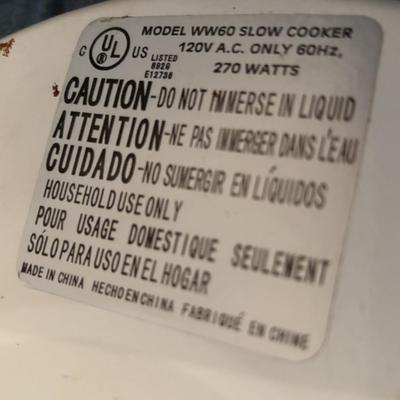 MODEL WW60 SLOW COOKER
C UL US LISTED 120V A.C. ONLY 60Hz,
® 8926 E12736 270 WATTS
CAUTION-DO NOT IMMERSE IN LIQUID
ATTENTION-NE PAS IMMERGER DANS L'EAU
CUIDADO-NO SUMERGIR EN LÍQUIDOS
HOUSEHOLD USE ONLY
POUR USAGE DOMESTIQUE SEULEMENT
SÓLO PARA USO EN EL HOGAR
MADE IN CHINA HECHO EN CHINA FABRIQUÉ EN CHINE